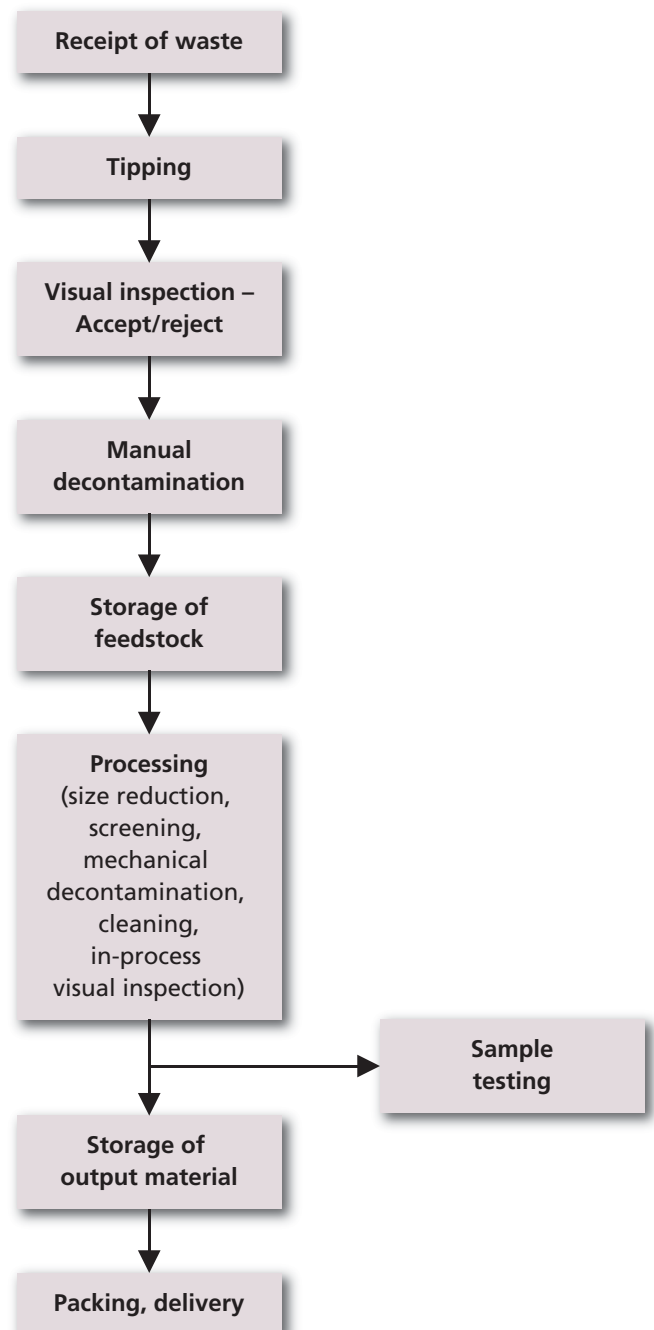 Receipt of waste
Tipping
Visual inspection –
Accept/reject
Manual
decontamination
Storage of
feedstock
Processing
(size reduction,
screening,
mechanical
decontamination,
cleaning,
in-process
visual inspection)
Sample
testing
Storage of
output material
Packing, delivery